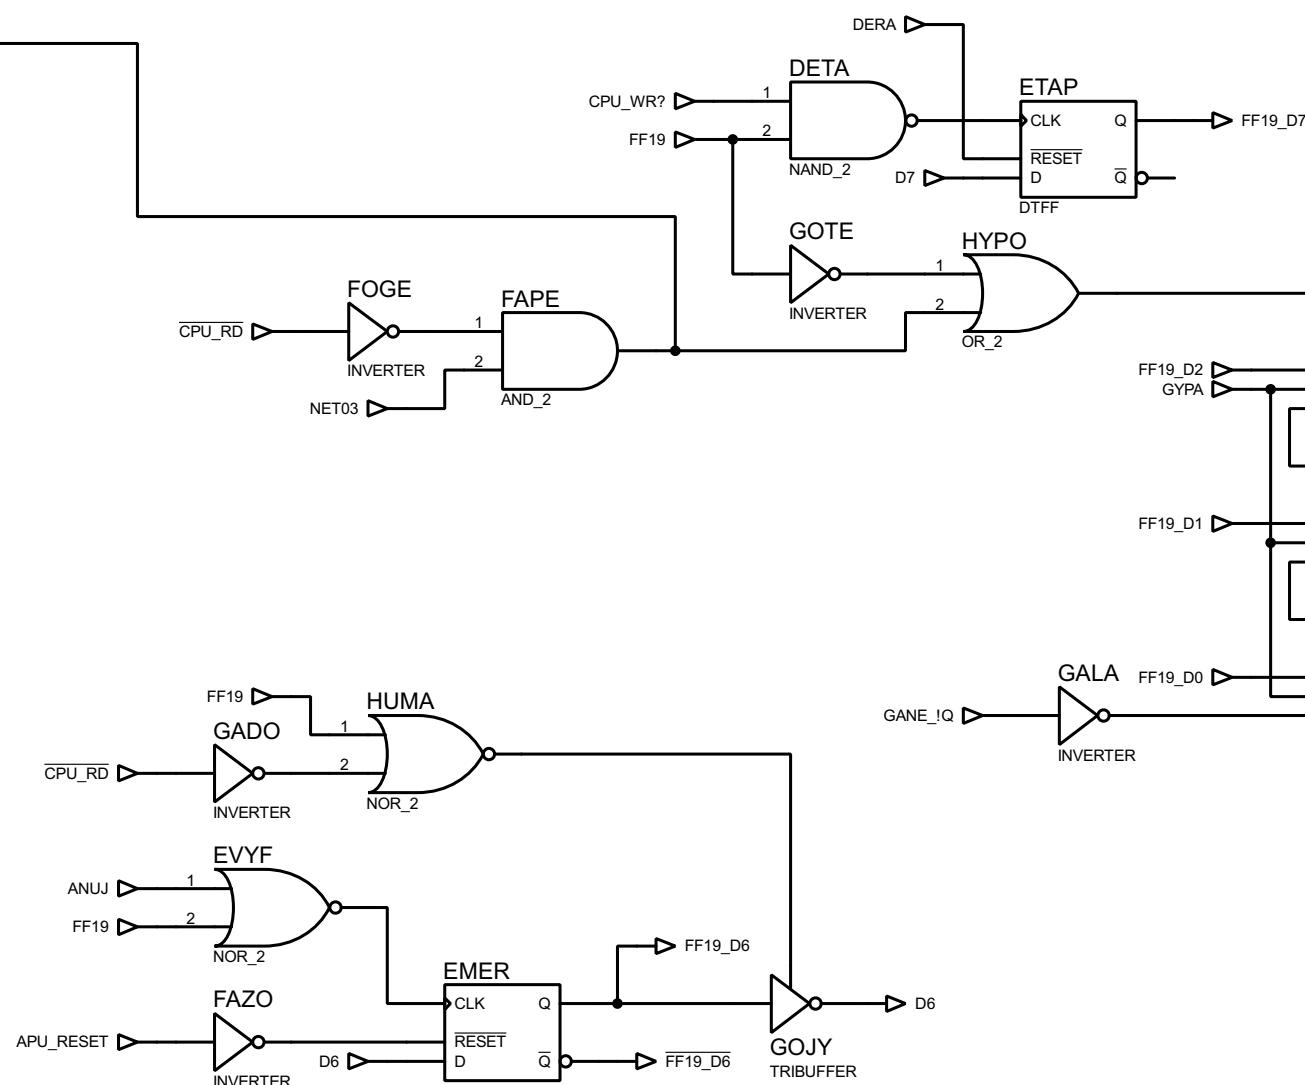 DERA
DETA
ETAP
CPU_WR?
1
CLK
Q
FF19_D7
FF19
2
RESET
D7
D
Q
NAND_2
DTFF
GOTE
HYPO
1
FOGE
FAPE
CPU_RD
1
2
INVERTER
OR_2
INVERTER
2
FF19_D2
GYPA
NET03
AND_2
FF19_D1
GALA
FF19_D0
FF19
HUMA
1
GADO
GANE_!Q
CPU_RD
2
INVERTER
NOR_2
INVERTER
EVYF
ANUJ
1
FF19
2
FF19_D6
NOR_2
EMER
FAZO
CLK
Q
D6
APU_RESET
RESET
GOJY
D6
D
Q
FF19_D6
TRIBUFFER
INVERTER